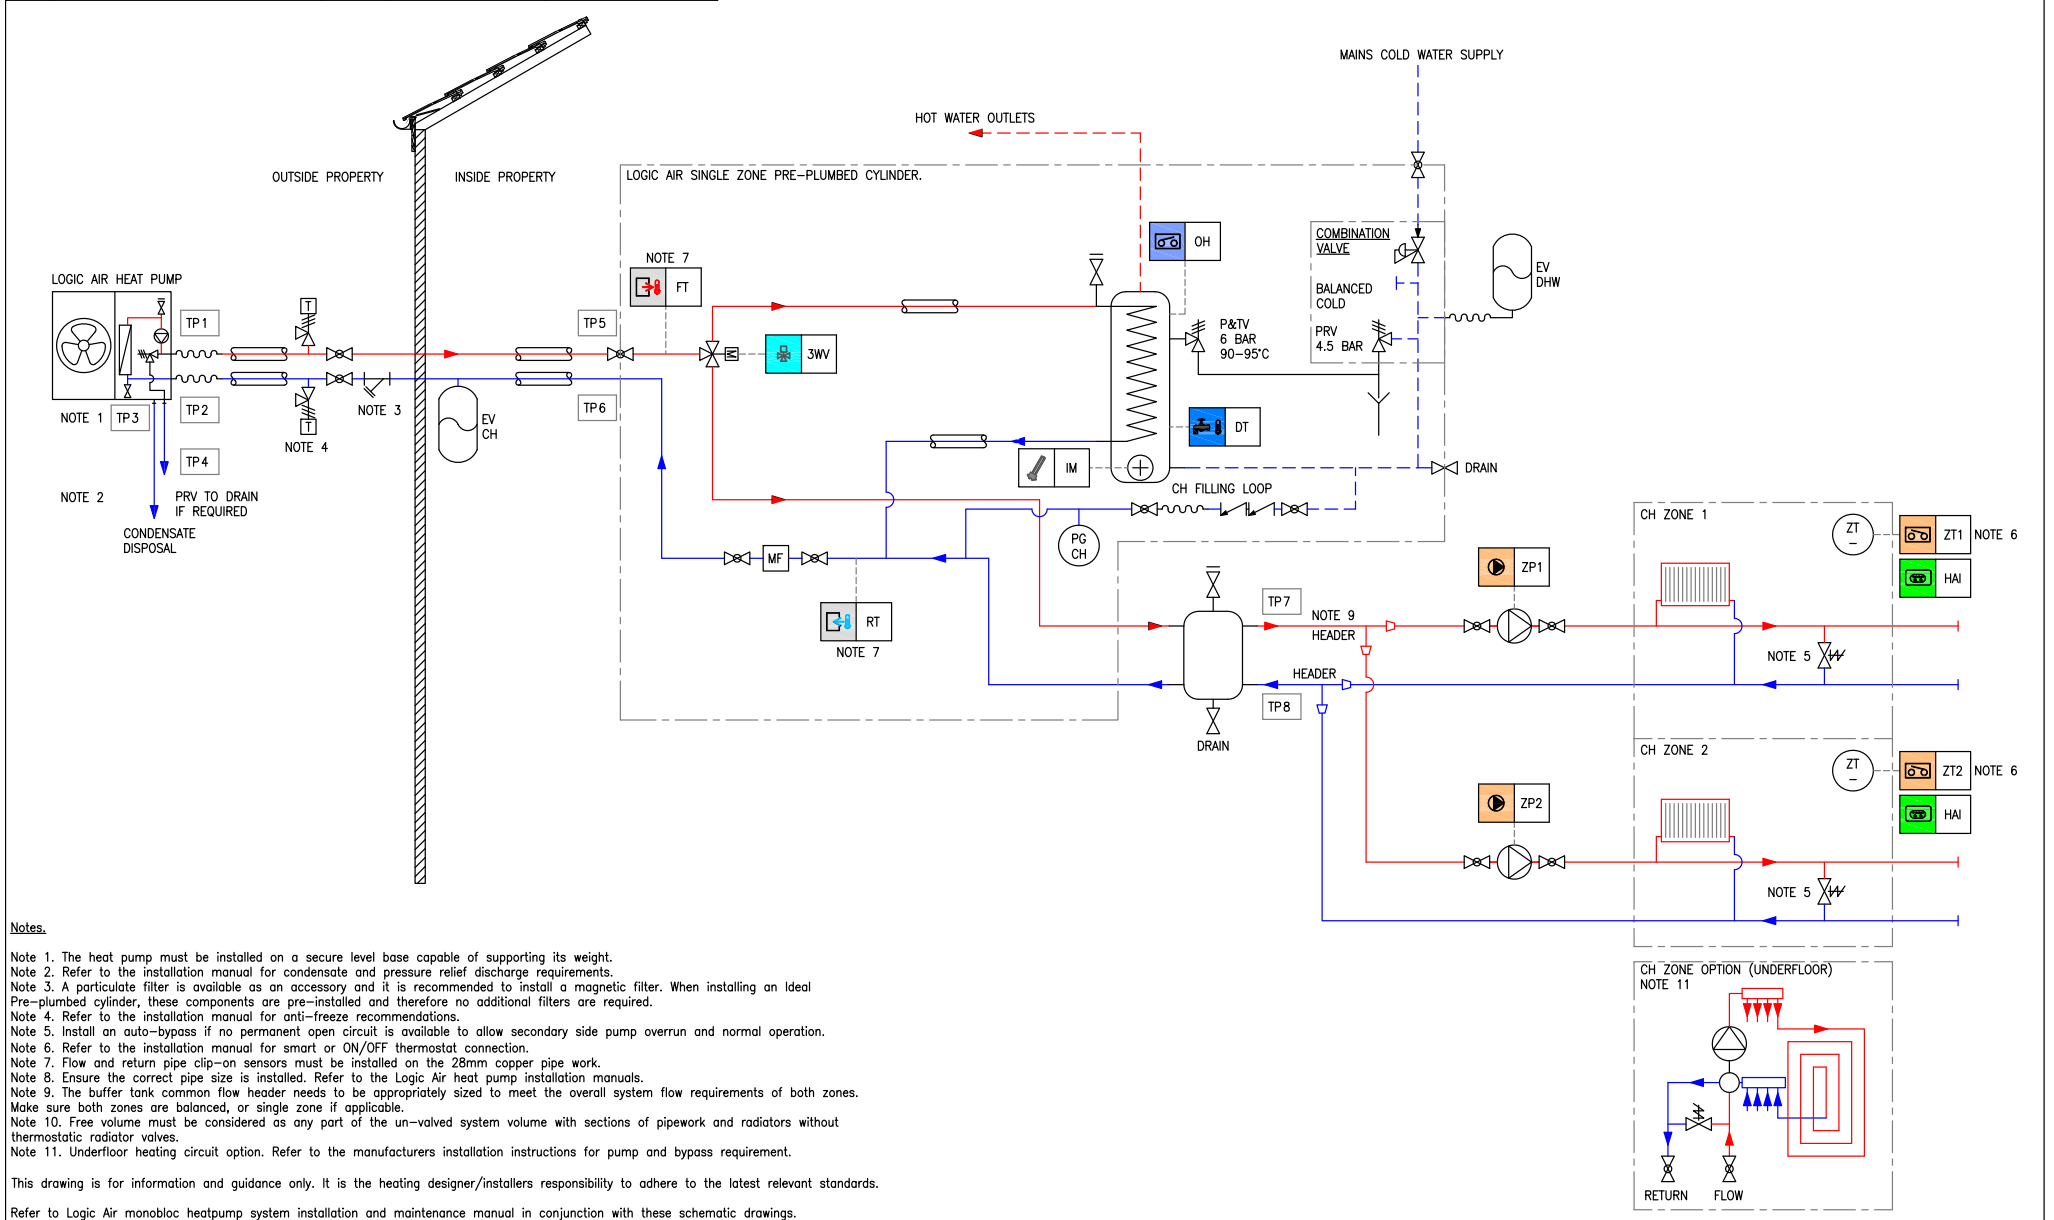 MAINS COLD WATER SUPPLY
HOT WATER OUTLETS
OUTSIDE PROPERTY
INSIDE PROPERTY
LOGIC AIR SINGLE ZONE PRE-PLUMBED CYLINDER.
COMBINATION
VALVE
OH
NOTE 7
FT
EV
DHW
LOGIC AIR HEAT PUMP
BALANCED
COLD
T
TP1
TP5
P&TV
6 BAR
90-95°C
PRV
4.5 BAR
M
3WV
NOTE 1
TP3
TP2
NOTE 3
TP6
T
EV
CH
DT
NOTE 4
TP4
IM
DRAIN
NOTE 2
PRV TO DRAIN
IF REQUIRED
CH FILLING LOOP
CONDENSATE
DISPOSAL
PG
CH
MF
CH ZONE 1
ZT
-
ZT1
NOTE 6
ZP1
HAI
TP7
NOTE 9
HEADER
RT
NOTE 7
NOTE 5
HEADER
TP8
DRAIN
CH ZONE 2
ZT
-
ZT2
NOTE 6
ZP2
HAI
NOTE 5
Notes.
Note 1. The heat pump must be installed on a secure level base capable of supporting its weight.
Note 2. Refer to the installation manual for condensate and pressure relief discharge requirements.
Note 3. A particulate filter is available as an accessory and it is recommended to install a magnetic filter. When installing an Ideal
Pre-plumbed cylinder, these components are pre-installed and therefore no additional filters are required.
Note 4. Refer to the installation manual for anti-freeze recommendations.
Note 5. Install an auto-bypass if no permanent open circuit is available to allow secondary side pump overrun and normal operation.
Note 6. Refer to the installation manual for smart or ON/OFF thermostat connection.
Note 7. Flow and return pipe clip-on sensors must be installed on the 28mm copper pipe work.
Note 8. Ensure the correct pipe size is installed. Refer to the Logic Air heat pump installation manuals.
Note 9. The buffer tank common flow header needs to be appropriately sized to meet the overall system flow requirements of both zones.
Make sure both zones are balanced, or single zone if applicable.
Note 10. Free volume must be considered as any part of the un-valved system volume with sections of pipework and radiators without
thermostatic radiator valves.
Note 11. Underfloor heating circuit option. Refer to the manufacturers installation instructions for pump and bypass requirement.
This drawing is for information and guidance only. It is the heating designer/installers responsibility to adhere to the latest relevant standards.
Refer to Logic Air monobloc heatpump system installation and maintenance manual in conjunction with these schematic drawings.
CH ZONE OPTION (UNDERFLOOR)
NOTE 11
RETURN
FLOW